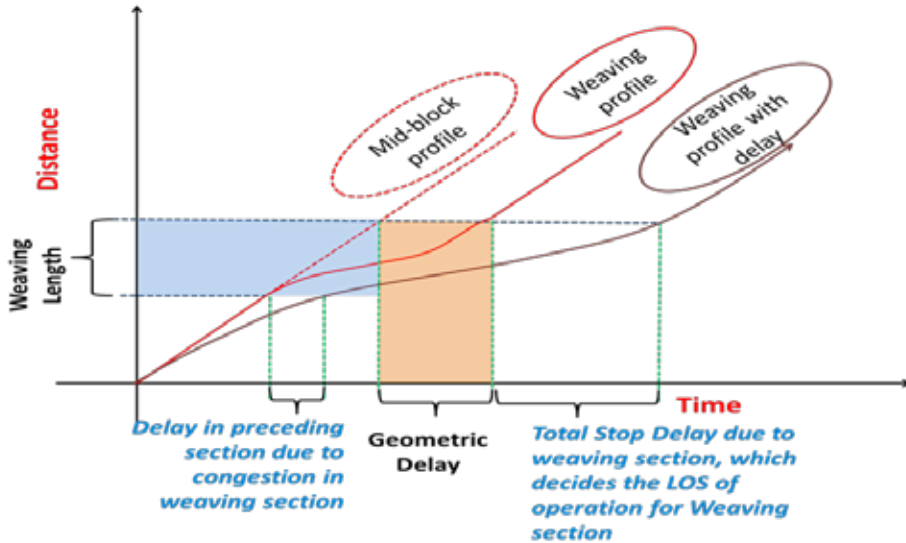 Mid-block
profile
Weaving
profile
Weaving
profile with
delay
Distance
Weaving
Length
Time
Delay in preceding
section due to
congestion in
weaving section
Geometric
Delay
Total Stop Delay due to
weaving section, which
decides the LOS of
operation for Weaving
section